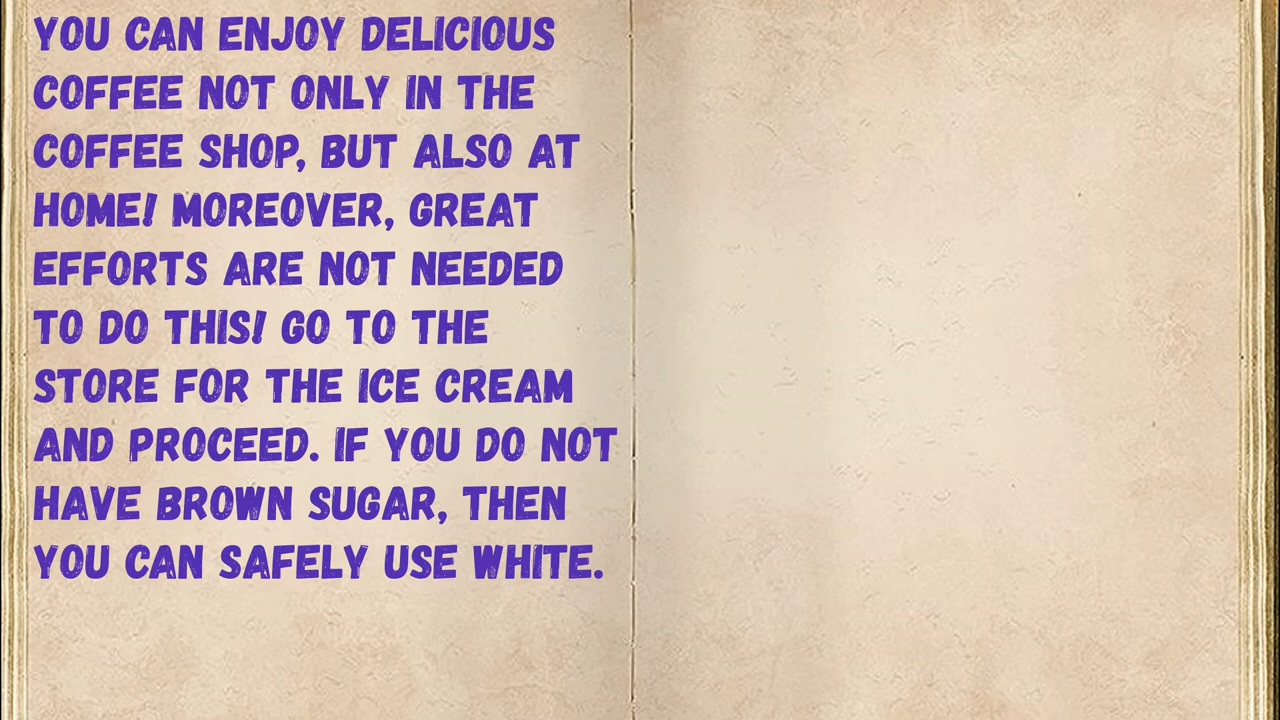 YOU CAN ENJOY DELICIOUS
COFFEE NOT ONLY IN THE
COFFEE SHOP, BUT ALSO AT
HOME! MOREOVER, GREAT
EFFORTS ARE NOT NEEDED
TO DO THIS! GO TO THE
STORE FOR THE ICE CREAM
AND PROCEED. IF YOU DO NOT
HAVE BROWN SUGAR, THEN
YOU CAN SAFELY USE WHITE.